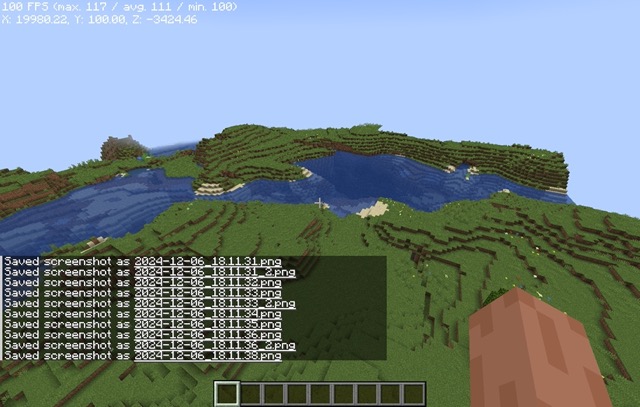 100 FPS (max. 117 / avg. 111 / min. 100)
X: 19980.22, Y: 100.00, Z: -3424.46
Saved screenshot as 2024-12-06_18.11.31.png
Saved screenshot as 2024-12-06_18.11.31_2.png
Saved screenshot as 2024-12-06_18.11.32.png
Saved screenshot as 2024-12-06_18.11.33.png
Saved screenshot as 2024-12-06_18.11.33_2.png
Saved screenshot as 2024-12-06_18.11.34.png
Saved screenshot as 2024-12-06_18.11.35.png
Saved screenshot as 2024-12-06_18.11.36.png
Saved screenshot as 2024-12-06_18.11.36_2.png
Saved screenshot as 2024-12-06_18.11.38.png